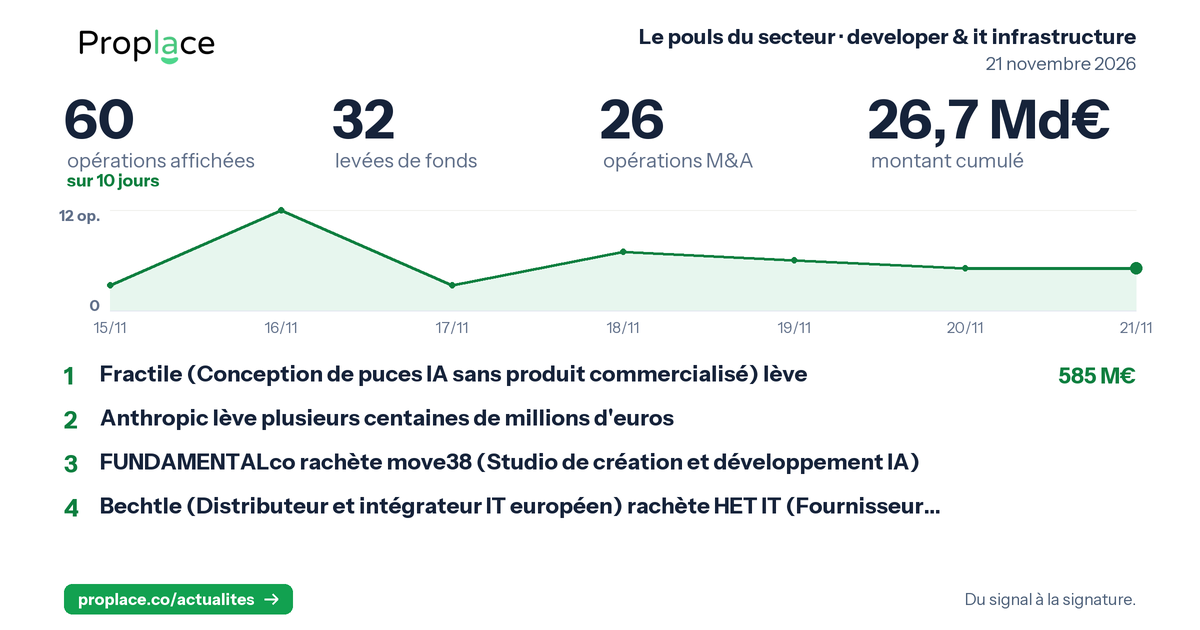 Proplace
Le pouls du secteur · developer & it infrastructure
21 novembre 2026
60
opérations affichées
sur 10 jours
32
levées de fonds
26
opérations M&A
26,7 Md€
montant cumulé
12 op.
0
15/11 16/11 17/11 18/11 19/11 20/11 21/11
1 Fractile (Conception de puces IA sans produit commercialisé) lève 585 M€
2 Anthropic lève plusieurs centaines de millions d'euros
3 FUNDAMENTALco rachète move38 (Studio de création et développement IA)
4 Bechtle (Distributeur et intégrateur IT européen) rachète HET IT (Fournisseur...
proplace.co/actualites →
Du signal à la signature.